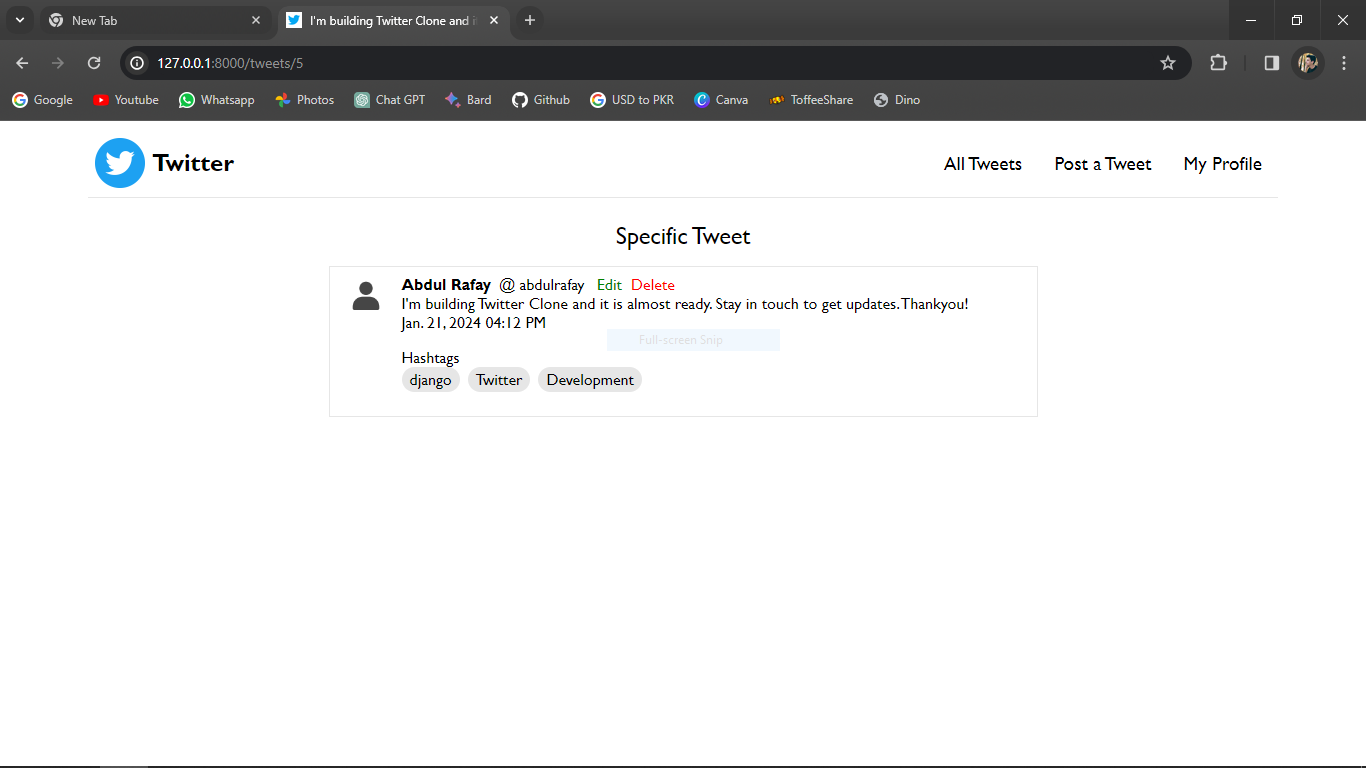 New Tab
I'm building Twitter Clone and i
127.0.0.1:8000/tweets/5
Google Youtube Whatsapp Photos Chat GPT Bard Github USD to PKR Canva ToffeeShare Dino
Twitter All Tweets Post a Tweet My Profile
Specific Tweet
Abdul Rafay @ abdulrafay Edit Delete
I'm building Twitter Clone and it is almost ready. Stay in touch to get updates. Thankyou!
Jan. 21, 2024 04:12 PM
Full-screen Snip
Hashtags
django Twitter Development